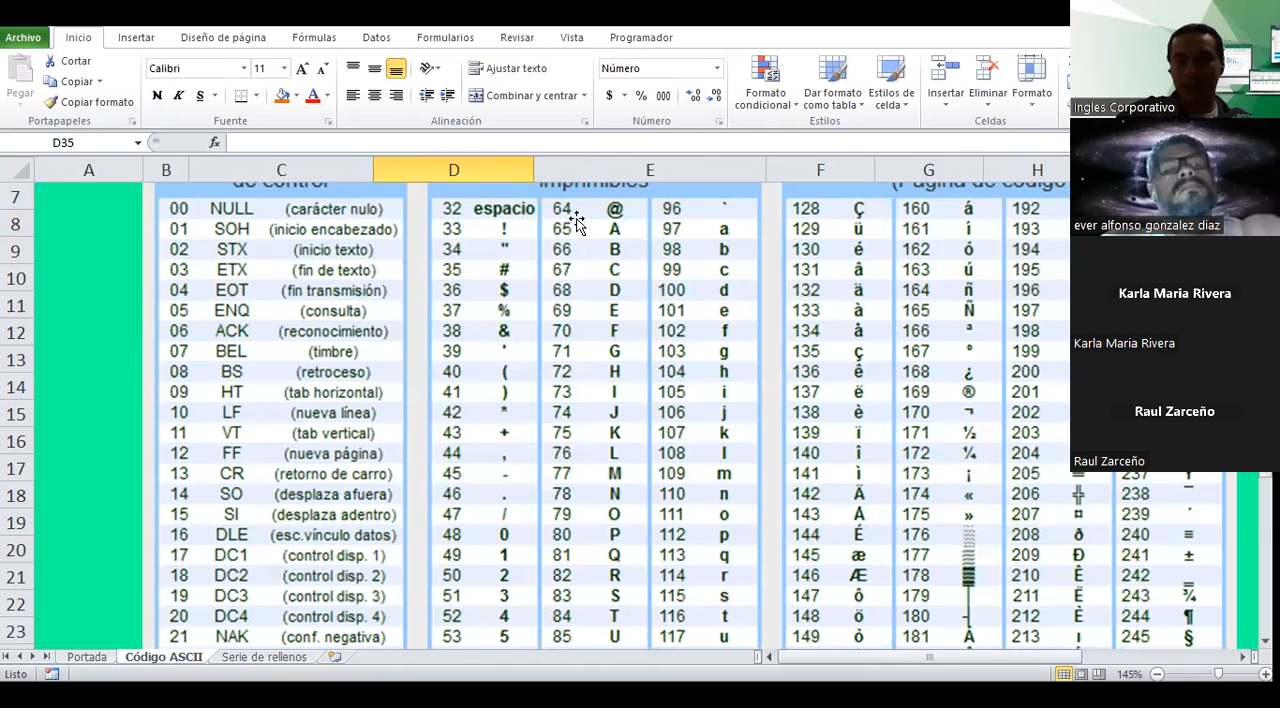 Archivo Inicio Insertar Diseño de página Fórmulas Datos Formularios Revisar Vista Programador
Cortar
Copiar
Copiar formato
Pegar
Calibri 11
N K S
Ajustar texto
Combinar y centrar
Número
$ % 000
Formato condicional
Dar formato como tabla
Estilos de celda
Insertar Eliminar Formato
Portapapeles Fuente Alineación Número Estilos Celdas
D35 fx
A B C D E F G H
de control imprimibles (Página de código
7 00 NULL (carácter nulo) 32 espacio 64 @ 96 ` 128 Ç 160 á 192
8 01 SOH (inicio encabezado) 33 ! 65 A 97 a 129 ü 161 í 193
9 02 STX (inicio texto) 34 " 66 B 98 b 130 é 162 ó 194
10 03 ETX (fin de texto) 35 # 67 C 99 c 131 â 163 ú 195
04 EOT (fin transmisión) 36 $ 68 D 100 d 132 ä 164 ñ 196
11 05 ENQ (consulta) 37 % 69 E 101 e 133 à 165 Ñ 197
12 06 ACK (reconocimiento) 38 & 70 F 102 f 134 å 166 ª 198
13 07 BEL (timbre) 39 ' 71 G 103 g 135 ç 167 º 199
14 08 BS (retroceso) 40 ( 72 H 104 h 136 ê 168 ¿ 200
09 HT (tab horizontal) 41 ) 73 I 105 i 137 ë 169 ® 201
15 10 LF (nueva línea) 42 * 74 J 106 j 138 è 170 ¬ 202
16 11 VT (tab vertical) 43 + 75 K 107 k 139 ï 171 ½ 203
12 FF (nueva página) 44 , 76 L 108 l 140 î 172 ¼ 204
17 13 CR (retorno de carro) 45 - 77 M 109 m 141 ì 173 ¡ 205 237
18 14 SO (desplaza afuera) 46 . 78 N 110 n 142 Ä 174 « 206 ╬ 238 ¯
19 15 SI (desplaza adentro) 47 / 79 O 111 o 143 Å 175 » 207 ¤ 239 ´
20 16 DLE (esc.vínculo datos) 48 0 80 P 112 p 144 É 176 ░ 208 ð 240 ≡
17 DC1 (control disp. 1) 49 1 81 Q 113 q 145 æ 177 ▒ 209 Ð 241 ±
21 18 DC2 (control disp. 2) 50 2 82 R 114 r 146 Æ 178 ▓ 210 Ê 242 ‗
22 19 DC3 (control disp. 3) 51 3 83 S 115 s 147 ô 179 │ 211 Ë 243 ¾
20 DC4 (control disp. 4) 52 4 84 T 116 t 148 ö 180 ┤ 212 È 244 ¶
23 21 NAK (conf. negativa) 53 5 85 U 117 u 149 ò 181 Á 213 ı 245 §
Portada Código ASCII Serie de rellenos
Listo 145%
Ingles Corporativo
ever alfonso gonzalez diaz
Karla Maria Rivera
Karla Maria Rivera
Raul Zarceño
Raul Zarceño